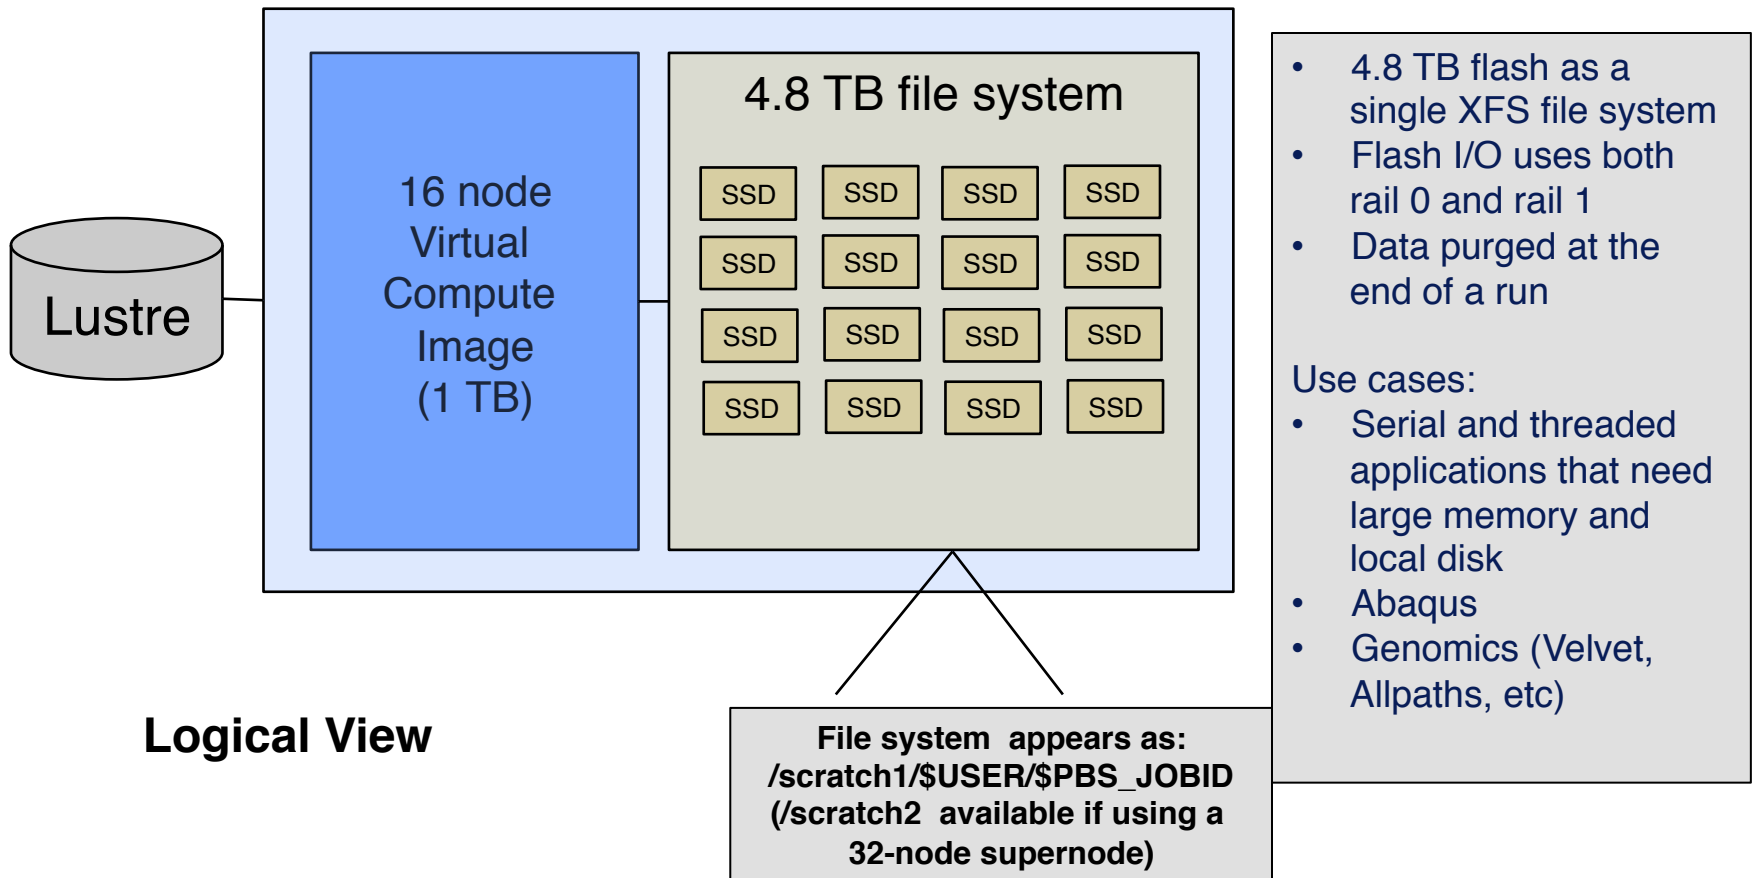 Lustre
16 node
Virtual
Compute
Image
(1 TB)
4.8 TB file system
SSD SSD SSD SSD
SSD SSD SSD SSD
SSD SSD SSD SSD
SSD SSD SSD SSD
• 4.8 TB flash as a
single XFS file system
• Flash I/O uses both
rail 0 and rail 1
• Data purged at the
end of a run
Use cases:
• Serial and threaded
applications that need
large memory and
local disk
• Abaqus
• Genomics (Velvet,
Allpaths, etc)
Logical View
File system appears as:
/scratch1/$USER/$PBS_JOBID
(/scratch2 available if using a
32-node supernode)